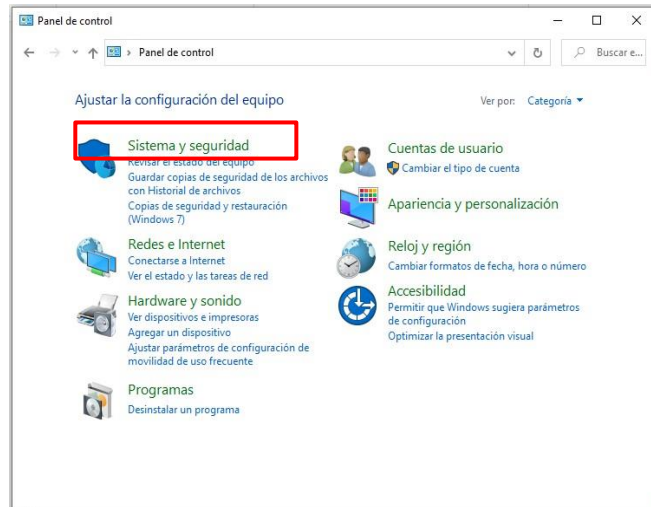 Panel de control
Panel de control
Buscar e...
Ajustar la configuración del equipo
Ver por: Categoría
Sistema y seguridad
Revisar el estado del equipo
Guardar copias de seguridad de los archivos
con Historial de archivos
Copias de seguridad y restauración
(Windows 7)
Redes e Internet
Conectarse a Internet
Ver el estado y las tareas de red
Hardware y sonido
Ver dispositivos e impresoras
Agregar un dispositivo
Ajustar parámetros de configuración de
movilidad de uso frecuente
Programas
Desinstalar un programa
Cuentas de usuario
Cambiar el tipo de cuenta
Apariencia y personalización
Reloj y región
Cambiar formatos de fecha, hora o número
Accesibilidad
Permitir que Windows sugiera parámetros
de configuración
Optimizar la presentación visual